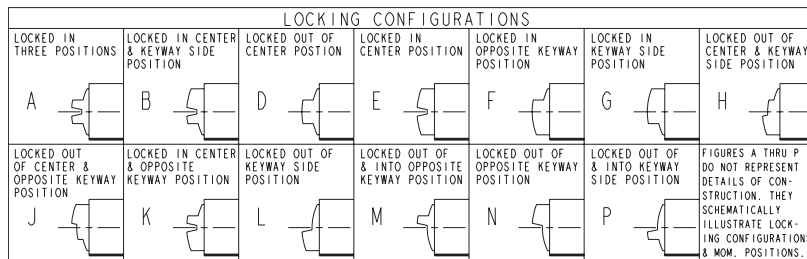 LOCKING CONFIGURATIONS
LOCKED IN
THREE POSITIONS
A
LOCKED IN CENTER
& KEYWAY SIDE
POSITION
B
LOCKED OUT OF
CENTER POSTION
D
LOCKED IN
CENTER POSITION
E
LOCKED IN
OPPOSITE KEYWAY
POSITION
F
LOCKED IN
KEYWAY SIDE
POSITION
G
LOCKED OUT OF
CENTER & KEYWAY
SIDE POSITION
H
LOCKED OUT
OF CENTER &
OPPOSITE KEYWAY
POSITION
J
LOCKED IN CENTER
& OPPOSITE
KEYWAY POSITION
K
LOCKED OUT OF
KEYWAY SIDE
POSITION
L
LOCKED OUT OF
& INTO OPPOSITE
KEYWAY POSITION
M
LOCKED OUT OF
OPPOSITE KEYWAY
POSITION
N
LOCKED OUT OF
& INTO KEYWAY
SIDE POSITION
P
FIGURES A THRU P
DO NOT REPRESENT
DETAILS OF CON-
STRUCTION. THEY
SCHEMATICALLY
ILLUSTRATE LOCK-
ING CONFIGURATIONS
& MOM. POSITIONS.